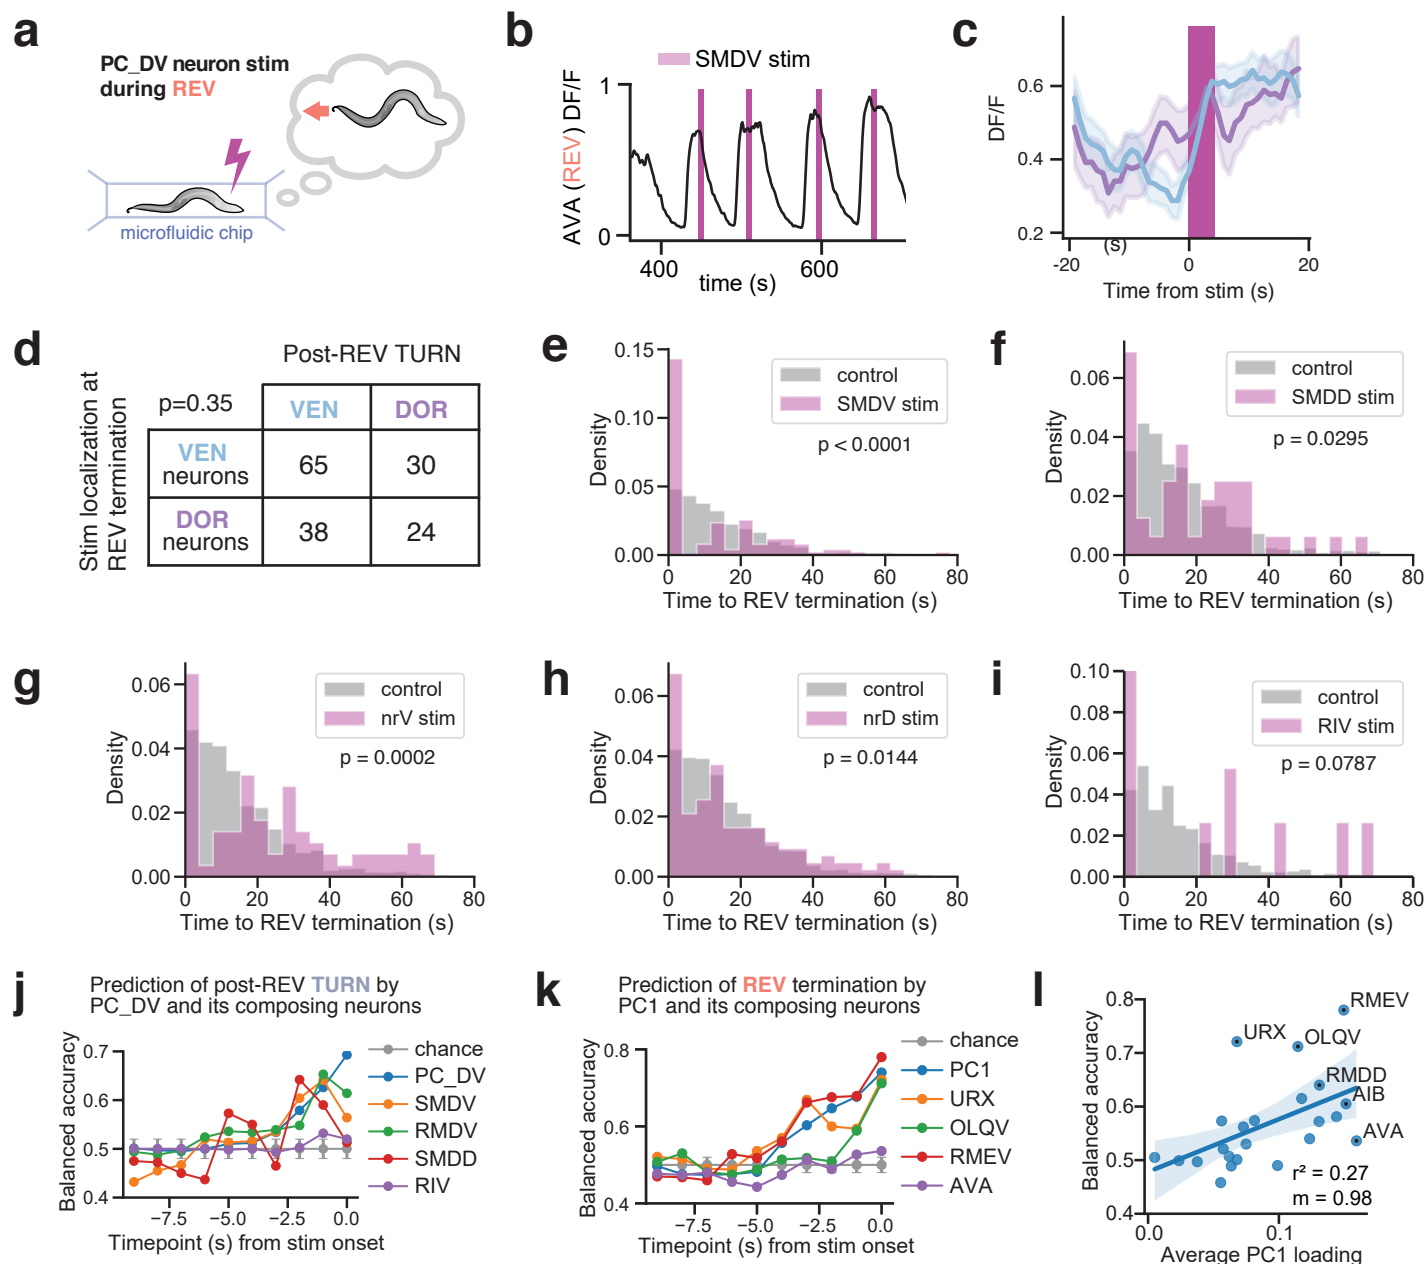 a
PC_DV neuron stim
during REV
microfluidic chip
b
SMDV stim
AVA (REV) DF/F
1
0
400
600
time (s)
c
DF/F
0.6
0.4
0.2
(s)
-20
0
20
Time from stim (s)
d
Post-REV TURN
Stim localization at
REV termination
p=0.35
VEN
DOR
VEN
neurons
65
30
DOR
neurons
38
24
e
0.15
0.10
0.05
0.00
Density
control
SMDV stim
p < 0.0001
0
20
40
60
80
Time to REV termination (s)
f
0.06
0.04
0.02
0.00
Density
control
SMDD stim
p = 0.0295
0
20
40
60
80
Time to REV termination (s)
g
0.06
0.04
0.02
0.00
Density
control
nrV stim
p = 0.0002
0
20
40
60
80
Time to REV termination (s)
h
0.06
0.04
0.02
0.00
Density
control
nrD stim
p = 0.0144
0
20
40
60
80
Time to REV termination (s)
i
0.10
0.08
0.06
0.04
0.02
0.00
Density
control
RIV stim
p = 0.0787
0
20
40
60
80
Time to REV termination (s)
j
Prediction of post-REV TURN by
PC_DV and its composing neurons
Balanced accuracy
0.7
0.6
0.5
0.4
chance
PC_DV
SMDV
RMDV
SMDD
RIV
−7.5
−5.0
−2.5
0.0
Timepoint (s) from stim onset
k
Prediction of REV termination by
PC1 and its composing neurons
Balanced accuracy
0.8
0.6
0.4
chance
PC1
URX
OLQV
RMEV
AVA
−7.5
−5.0
−2.5
0.0
Timepoint (s) from stim onset
l
Balanced accuracy
0.8
0.7
0.6
0.5
0.4
RMEV
URX
OLQV
RMDD
AIB
AVA
r² = 0.27
m = 0.98
0.0
0.1
Average PC1 loading